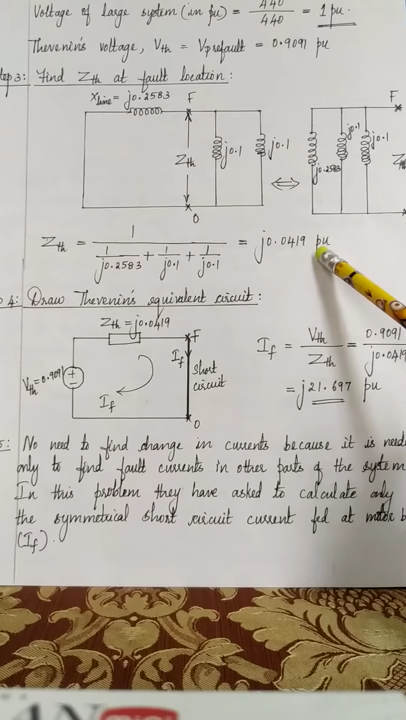 Voltage of large system (in pu) = 440 / 440 = 1 pu.
Thevenin's voltage, Vth = Vprefault = 0.9091 pu
tep 3: Find Zth at fault location:
Xline = j0.2583 F F
Zth j0.1 j0.1 ⇔ j0.2583 j0.1 j0.1 Zth
O
Zth = 1 / (1/j0.2583 + 1/j0.1 + 1/j0.1) = j0.0419 pu
4: Draw Thevenin's equivalent circuit:
Zth = j0.0419 F
Vth = 0.9091 If If short circuit
O
If = Vth / Zth = 0.9091 / j0.0419
= j21.697 pu
5: No need to find change in currents because it is need
only to find fault currents in other parts of the system
In this problem they have asked to calculate only
the symmetrical short circuit current fed at b
(If).